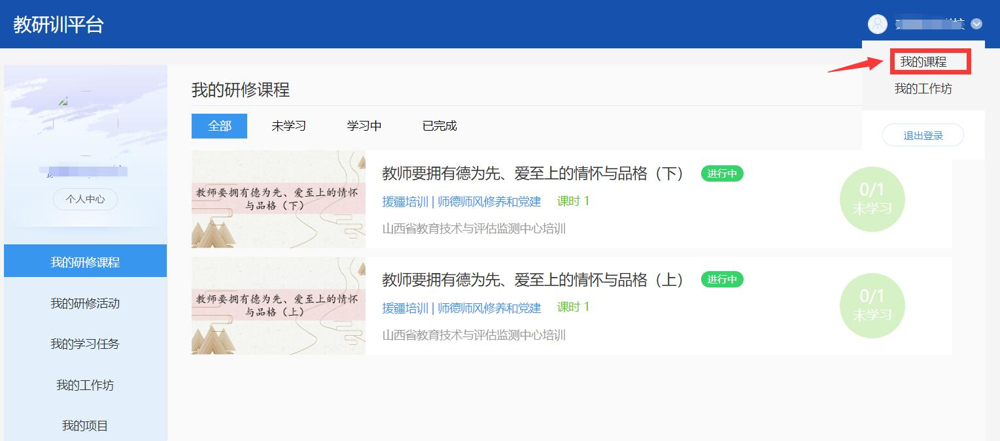 教研训平台
我的课程
我的工作坊
退出登录
个人中心
我的研修课程
我的研修活动
我的学习任务
我的工作坊
我的项目
我的研修课程
全部 未学习 学习中 已完成
教师要拥有德为先、爱至上的情怀
与品格（下）
教师要拥有德为先、爱至上的情怀与品格（下） 进行中
援疆培训 | 师德师风修养和党建 课时 1
山西省教育技术与评估监测中心培训
0/1
未学习
教师要拥有德为先、爱至上的情怀
与品格（上）
教师要拥有德为先、爱至上的情怀与品格（上） 进行中
援疆培训 | 师德师风修养和党建 课时 1
山西省教育技术与评估监测中心培训
0/1
未学习